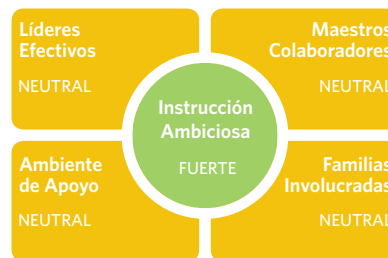 Líderes
Efectivos
NEUTRAL
Maestros
Colaboradores
NEUTRAL
Instrucción
Ambiciosa
FUERTE
Ambiente
de Apoyo
NEUTRAL
Familias
Involucradas
NEUTRAL